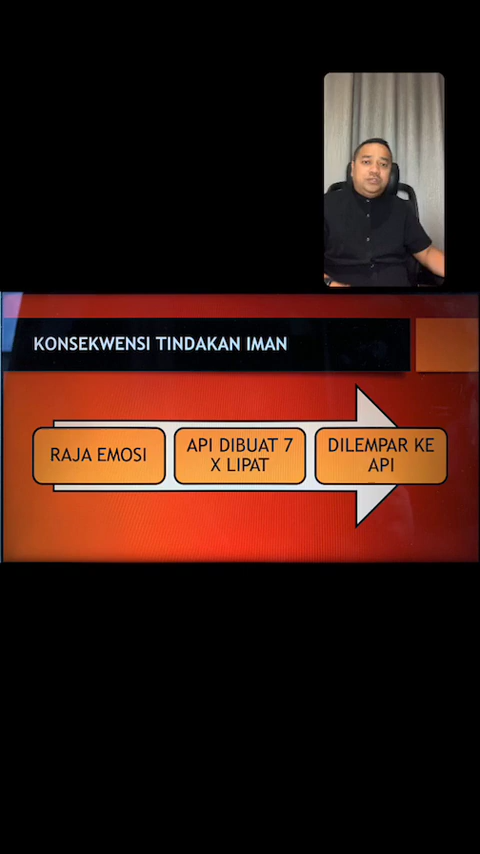 KONSEKWENSI TINDAKAN IMAN
RAJA EMOSI
API DIBUAT 7
X LIPAT
DILEMPAR KE
API